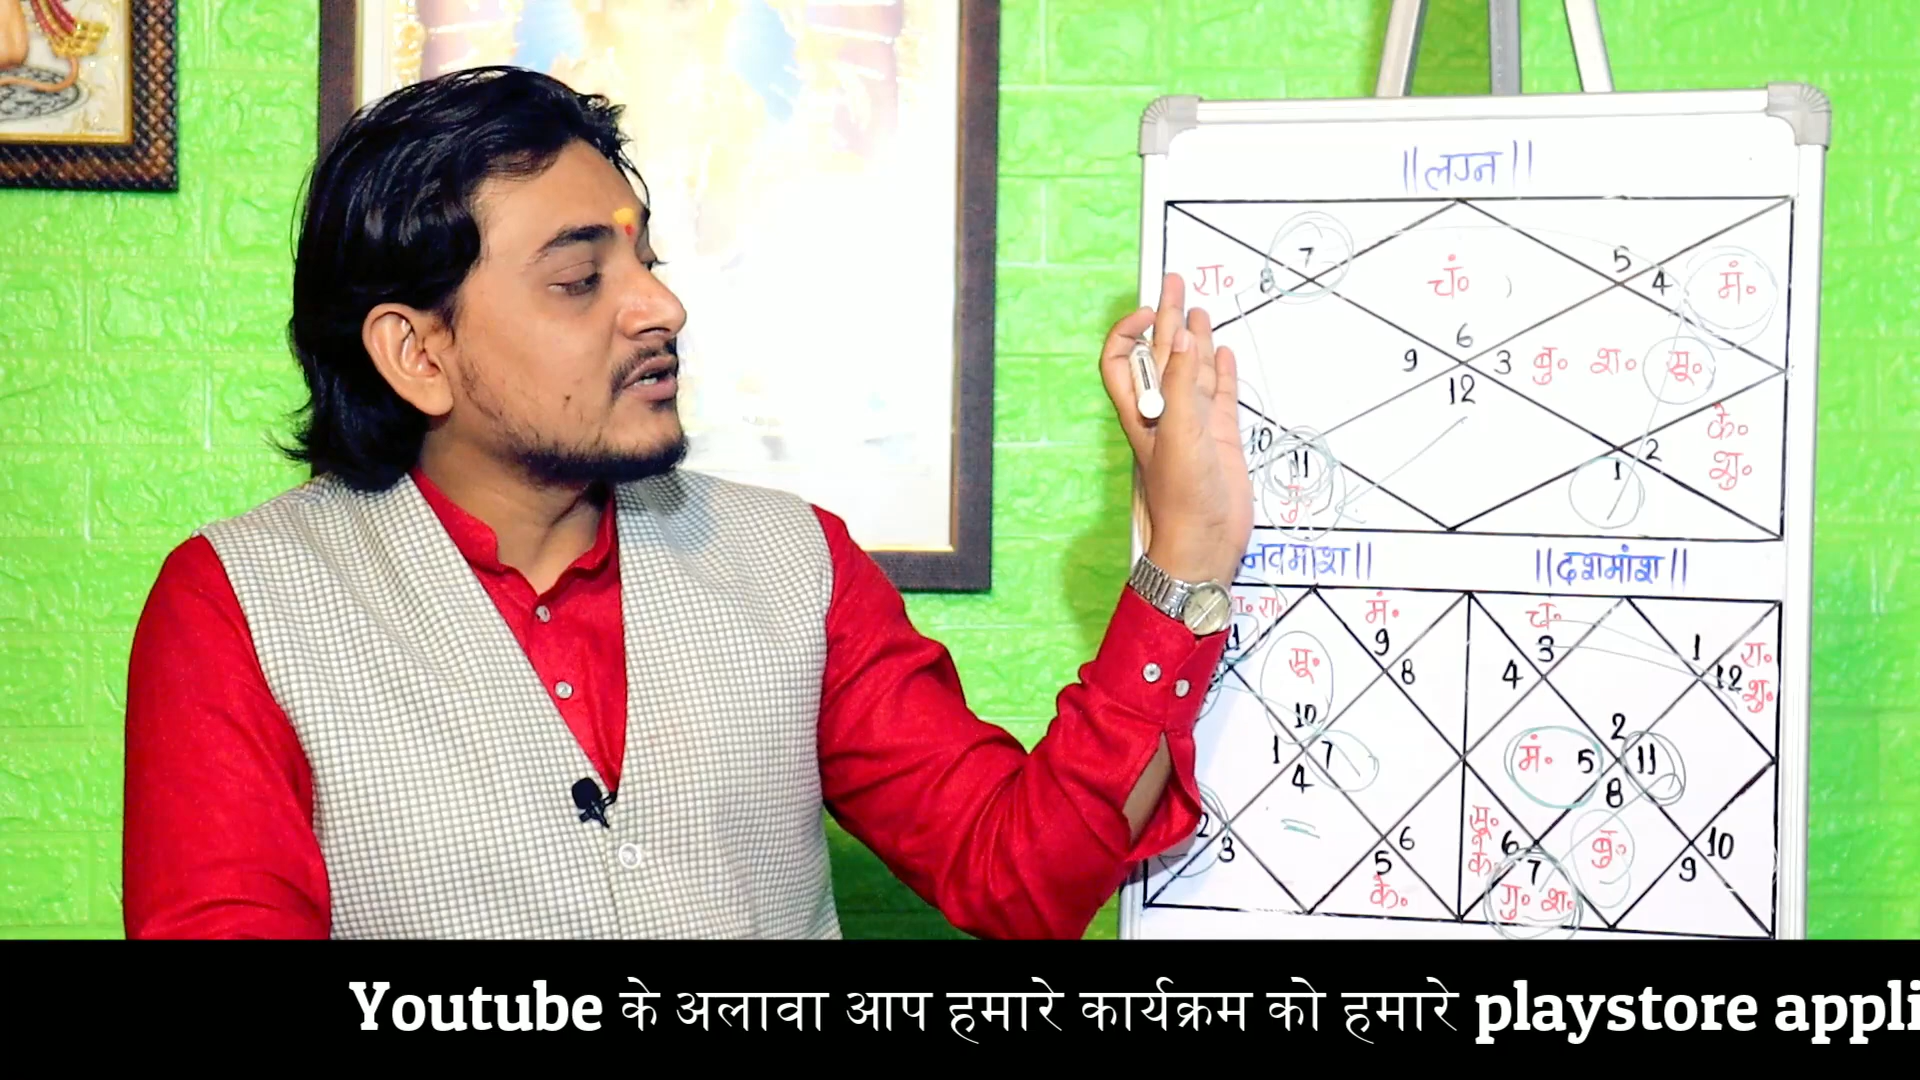 ||लग्न||
7 5
रा॰ 8 चं॰ 4 मं॰
6
9 3 बु॰ श॰ सू॰
12
के॰
10 11 1 2 शु॰
गु॰
नवमांश|| ||दशमांश||
रा॰ मं॰ चं॰
11 9 3 1 रा॰
सू॰ 8 4 12 शु॰
10 2
1 7 मं॰ 5 11
4 8
2 सू॰ बु॰
3 6 के॰ 6 10
5 7 9
के॰ गु॰ श॰
Youtube के अलावा आप हमारे कार्यक्रम को हमारे playstore appli